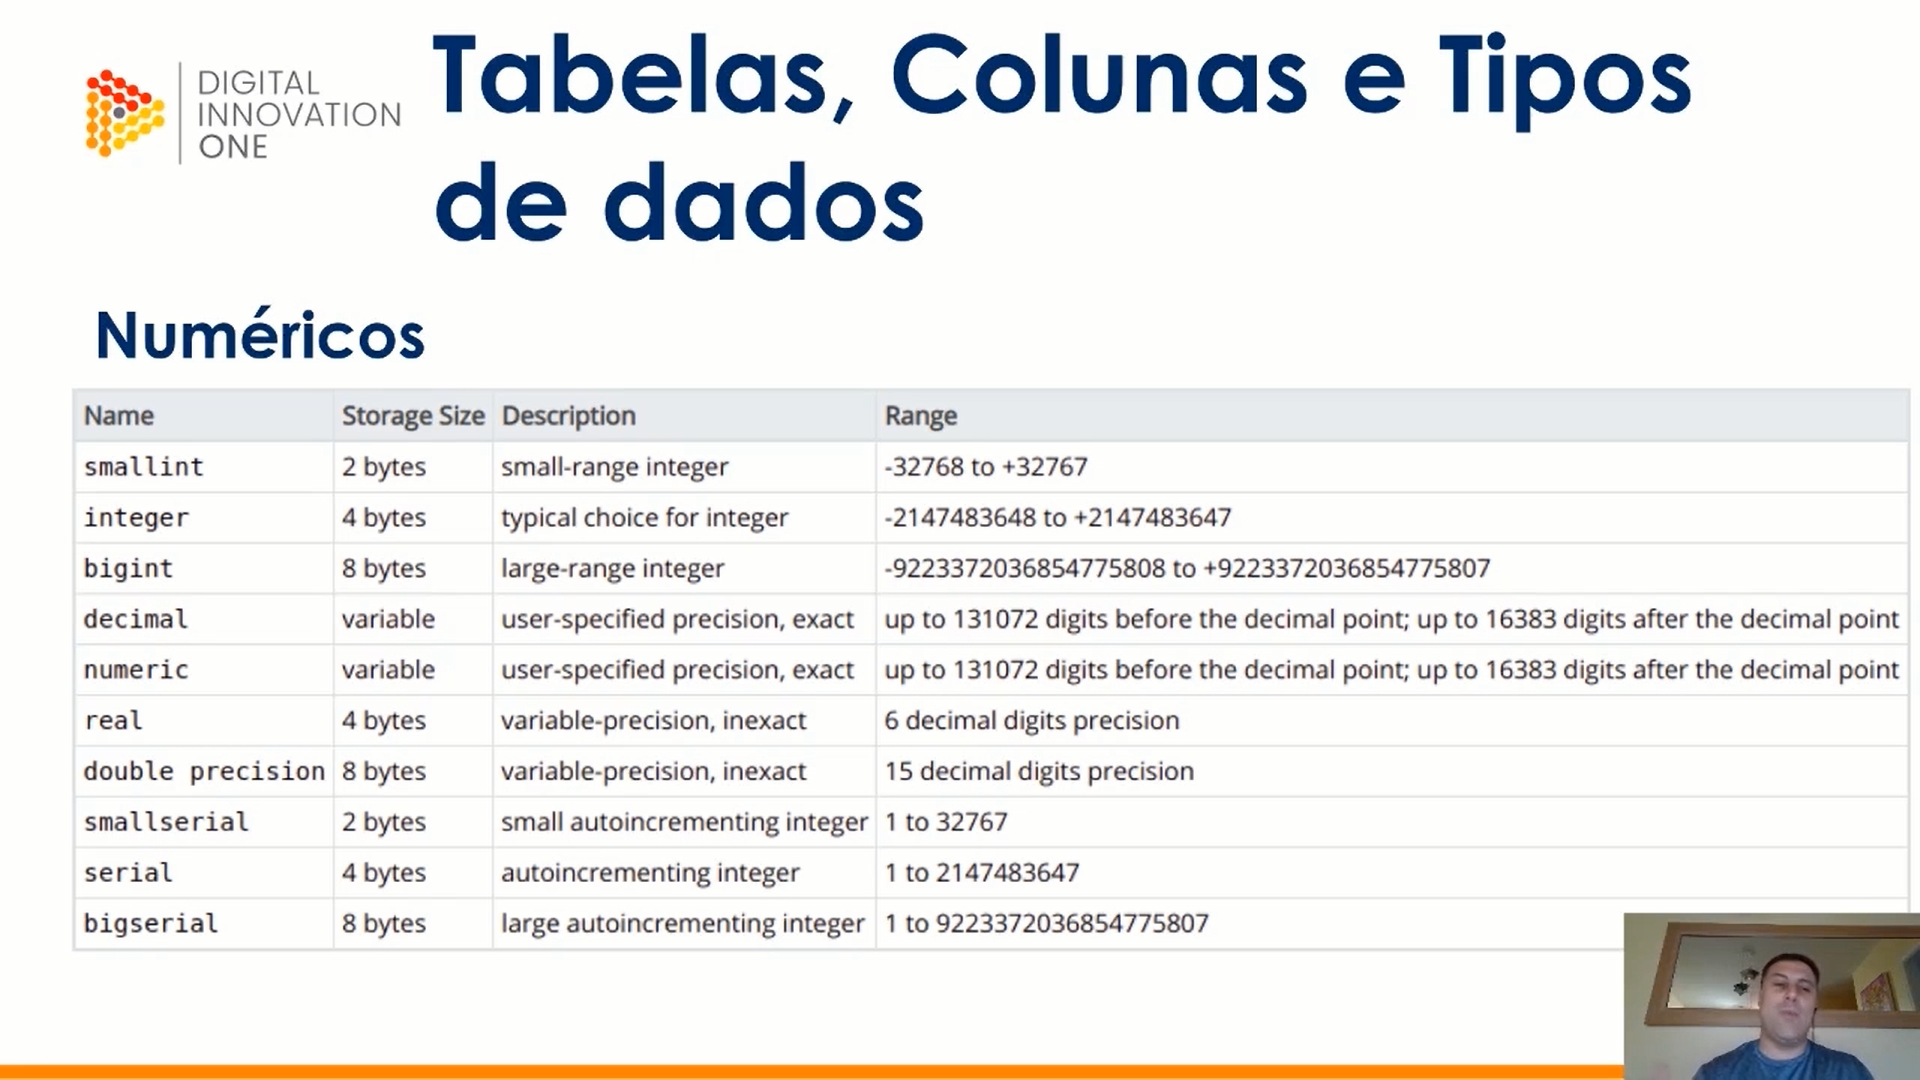 DIGITAL
INNOVATION
ONE
Tabelas, Colunas e Tipos
de dados
Numéricos
Name Storage Size Description Range
smallint 2 bytes small-range integer -32768 to +32767
integer 4 bytes typical choice for integer -2147483648 to +2147483647
bigint 8 bytes large-range integer -9223372036854775808 to +9223372036854775807
decimal variable user-specified precision, exact up to 131072 digits before the decimal point; up to 16383 digits after the decimal point
numeric variable user-specified precision, exact up to 131072 digits before the decimal point; up to 16383 digits after the decimal point
real 4 bytes variable-precision, inexact 6 decimal digits precision
double precision 8 bytes variable-precision, inexact 15 decimal digits precision
smallserial 2 bytes small autoincrementing integer 1 to 32767
serial 4 bytes autoincrementing integer 1 to 2147483647
bigserial 8 bytes large autoincrementing integer 1 to 9223372036854775807